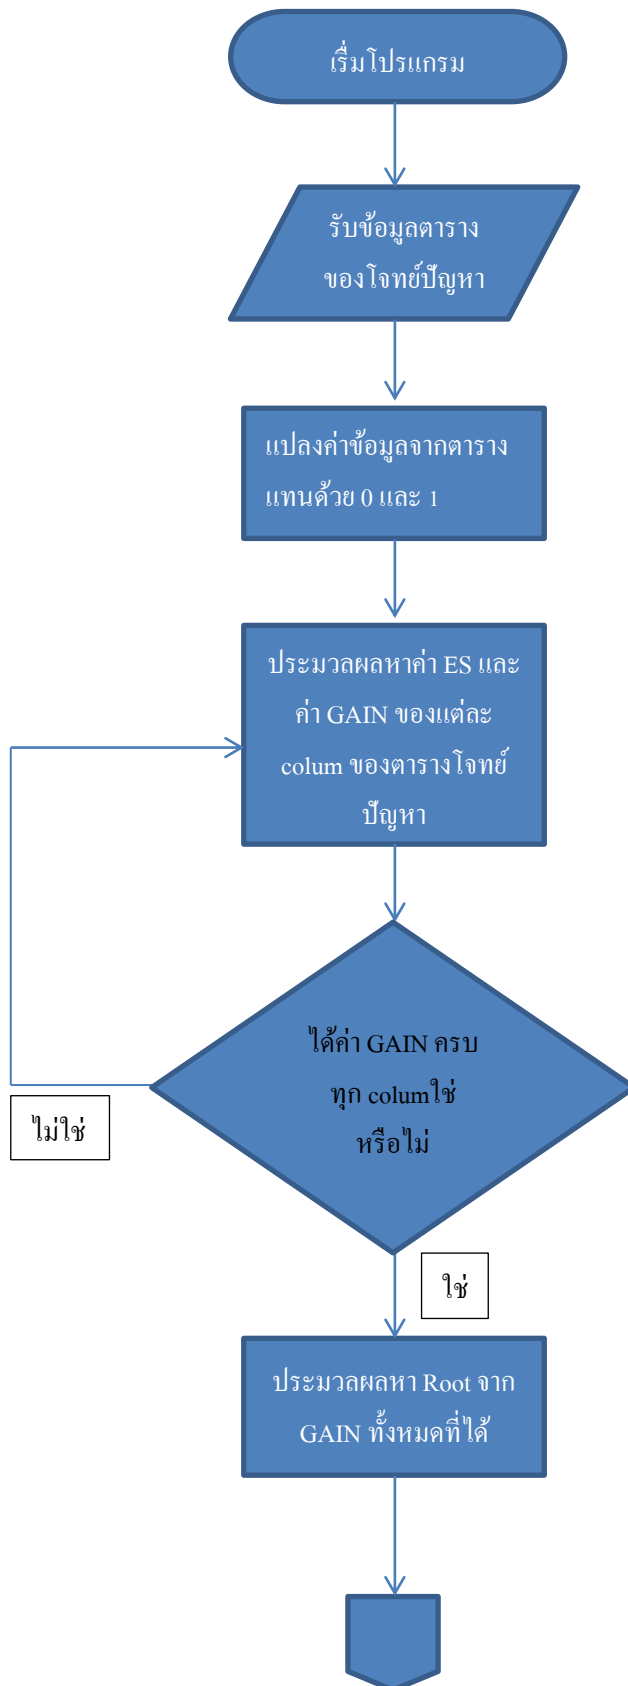 เริ่มโปรแกรม
รับข้อมูลตาราง
ของโจทย์ปัญหา
แปลงค่าข้อมูลจากตาราง
แทนด้วย 0 และ 1
ประมวลผลหาค่า ES และ
ค่า GAIN ของแต่ละ
colum ของตารางโจทย์
ปัญหา
ได้ค่า GAIN ครบ
ทุก columใช่
หรือไม่
ไม่ใช่
ใช่
ประมวลผลหา Root จาก
GAIN ทั้งหมดที่ได้